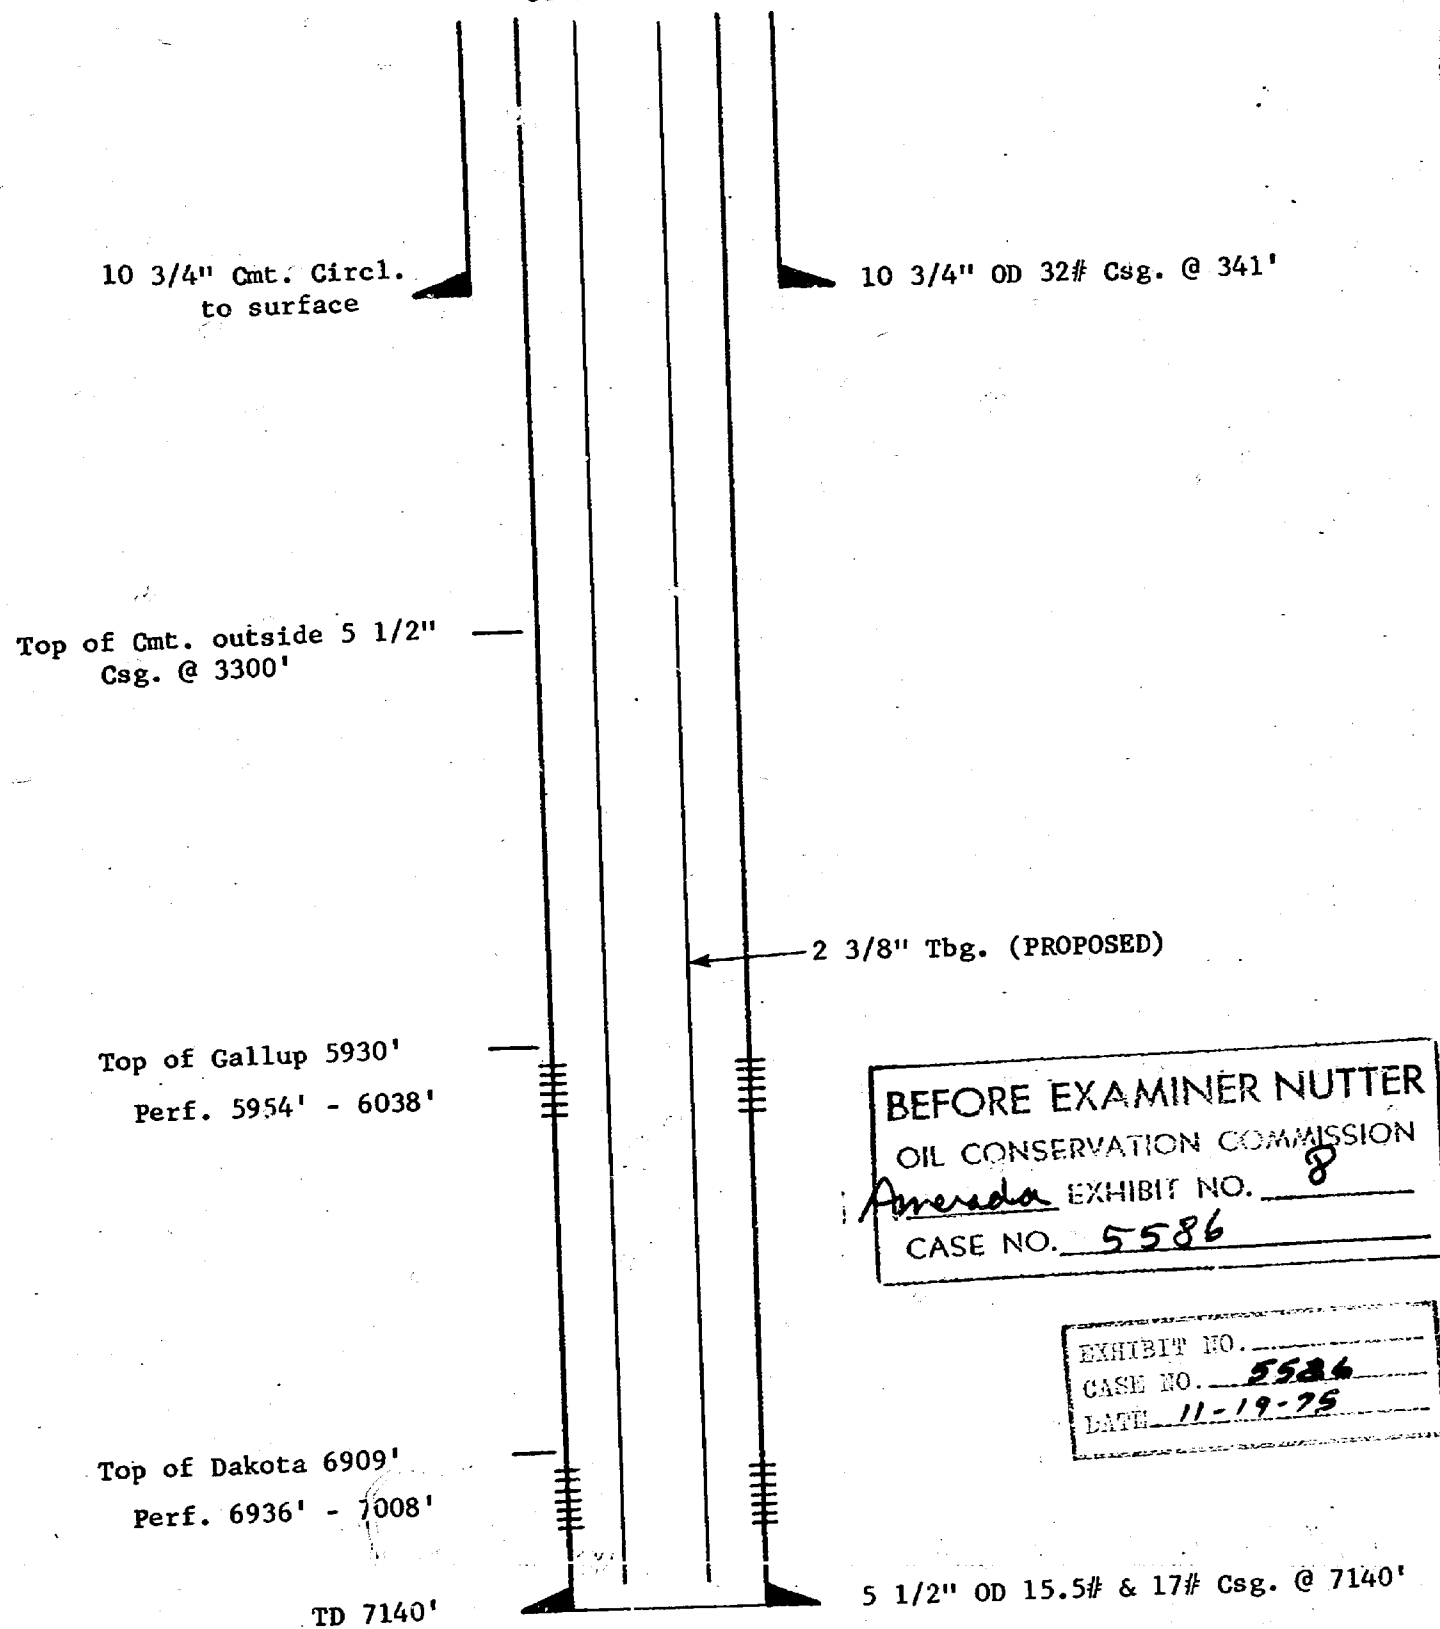 10 3/4" Cmt. Circl.
to surface
10 3/4" OD 32# Csg. @ 341'
Top of Cmt. outside 5 1/2"
Csg. @ 3300'
2 3/8" Tbg. (PROPOSED)
Top of Gallup 5930'
Perf. 5954' - 6038'
BEFORE EXAMINER NUTTER
OIL CONSERVATION COMMISSION
Amerada EXHIBIT NO. 8
CASE NO. 5586
EXHIBIT NO.
CASE NO. 5586
DATE 11-19-75
Top of Dakota 6909'
Perf. 6936' - 7008'
TD 7140'
5 1/2" OD 15.5# & 17# Csg. @ 7140'